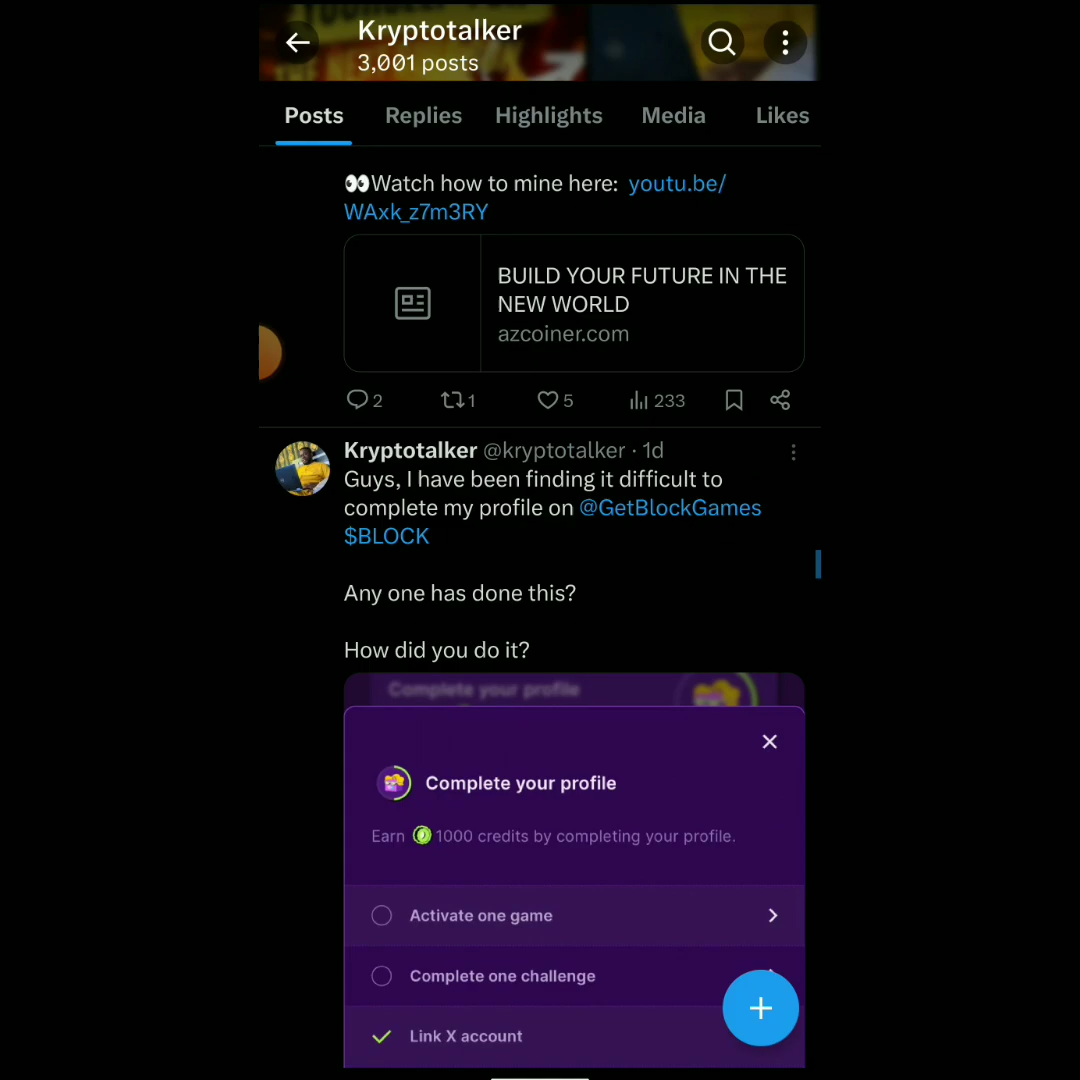 Kryptotalker
3,001 posts
Posts Replies Highlights Media Likes
👀Watch how to mine here: youtu.be/
WAxk_z7m3RY
BUILD YOUR FUTURE IN THE
NEW WORLD
azcoiner.com
2 1 5 233
Kryptotalker @kryptotalker · 1d
Guys, I have been finding it difficult to
complete my profile on @GetBlockGames
$BLOCK
Any one has done this?
How did you do it?
Complete your profile
Complete your profile
Earn 1000 credits by completing your profile.
Activate one game
Complete one challenge
Link X account